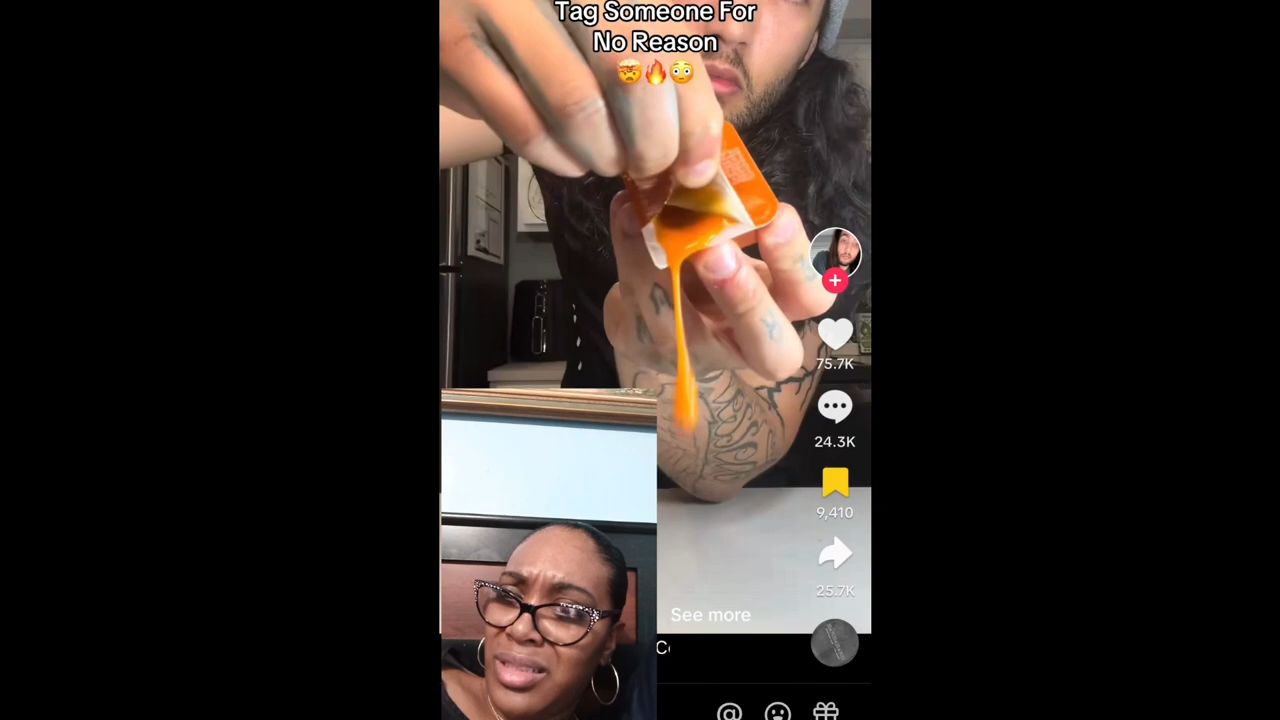 Tag Someone For
No Reason
🤯🔥😳
75.7K
24.3K
9,410
25.7K
See more